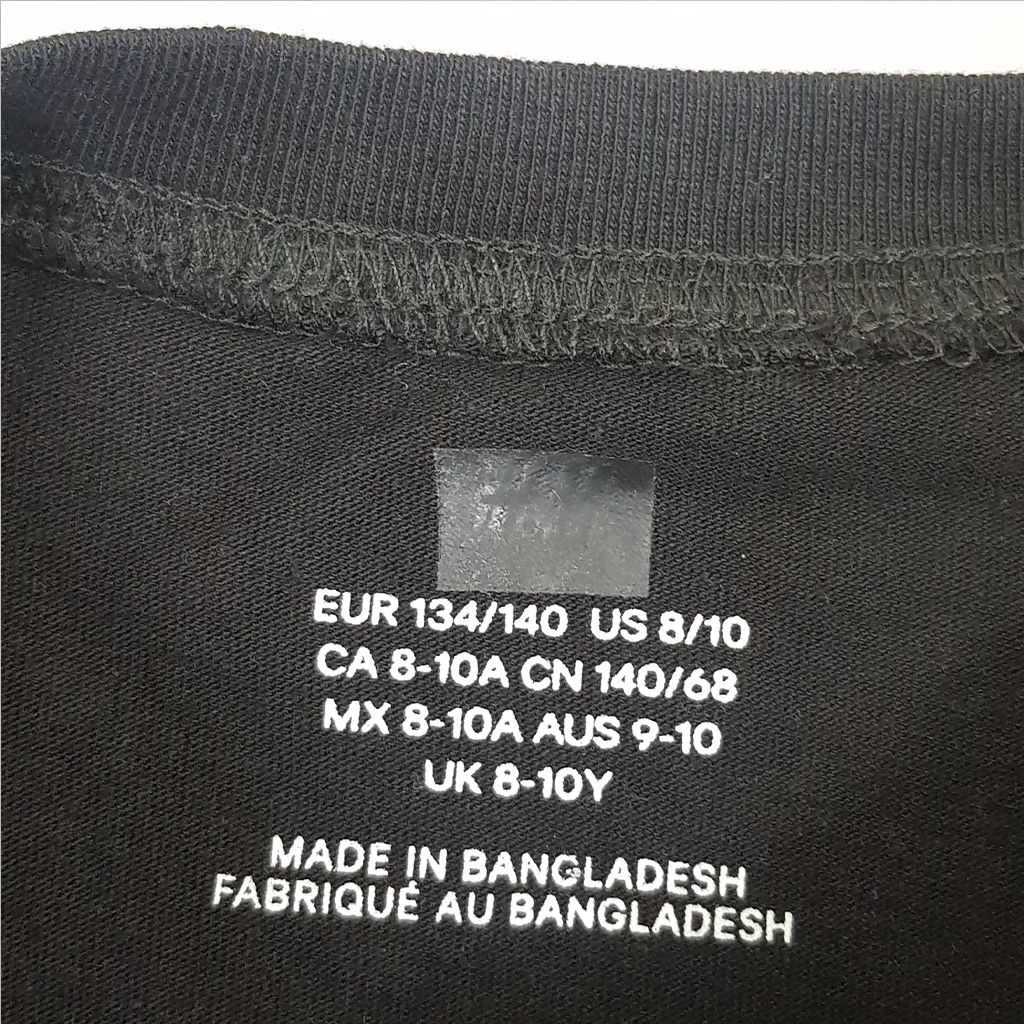 EUR 134/140 US 8/10
CA 8-10A CN 140/68
MX 8-10A AUS 9-10
UK 8-10Y
MADE IN BANGLADESH
FABRIQUÉ AU BANGLADESH